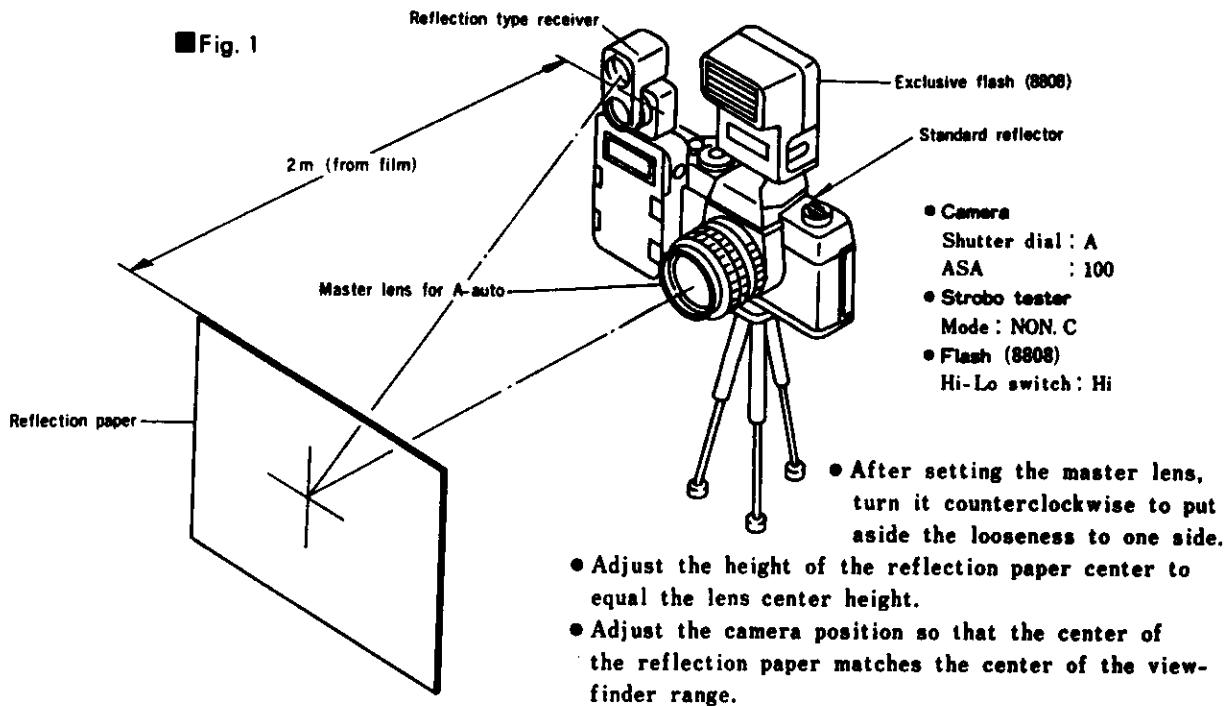 ■Fig. 1
Reflection type receiver
Exclusive flash (8808)
Standard reflector
2m (from film)
Master lens for A-auto
Reflection paper
● Camera
Shutter dial : A
ASA : 100
● Strobo tester
Mode : NON. C
● Flash (8808)
Hi-Lo switch : Hi
● After setting the master lens,
turn it counterclockwise to put
aside the looseness to one side.
● Adjust the height of the reflection paper center to
equal the lens center height.
● Adjust the camera position so that the center of
the reflection paper matches the center of the view-
finder range.